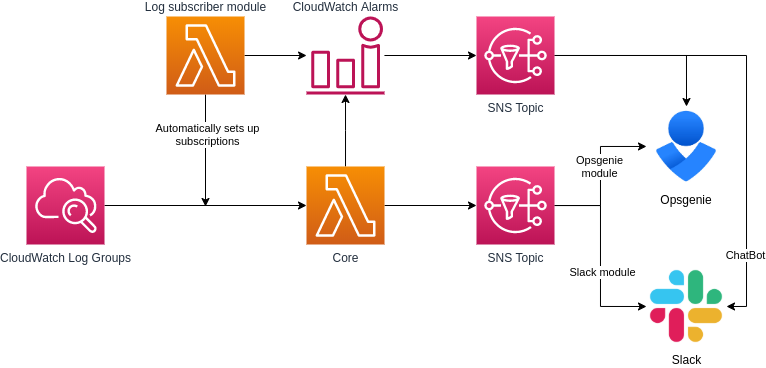 Log subscriber module
CloudWatch Alarms
SNS Topic
Automatically sets up
subscriptions
Opsgenie
module
Opsgenie
CloudWatch Log Groups
Core
SNS Topic
ChatBot
Slack module
Slack